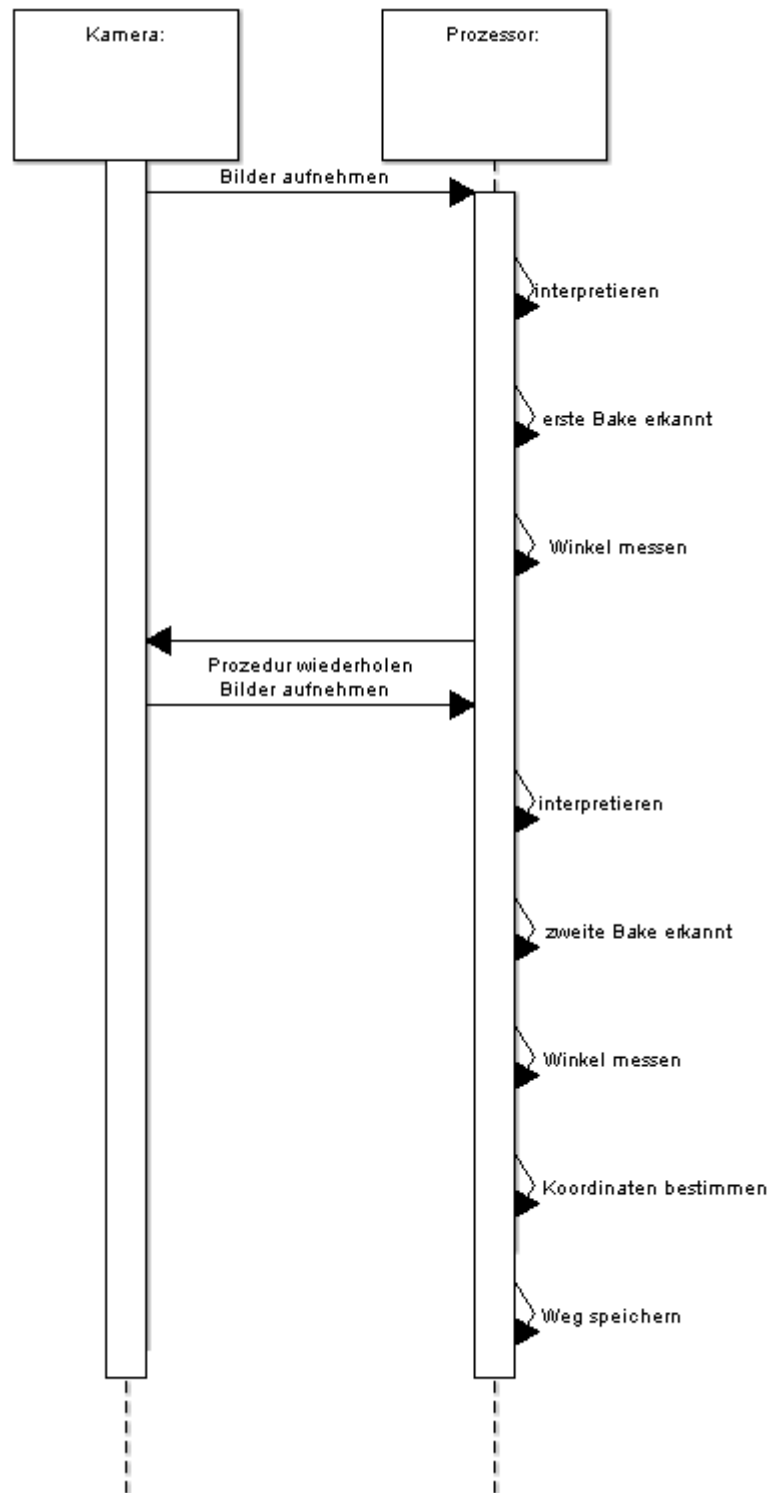 Kamera:
Prozessor:
Bilder aufnehmen
interpretieren
erste Bake erkannt
Winkel messen
Prozedur wiederholen
Bilder aufnehmen
interpretieren
zweite Bake erkannt
Winkel messen
Koordinaten bestimmen
Weg speichern